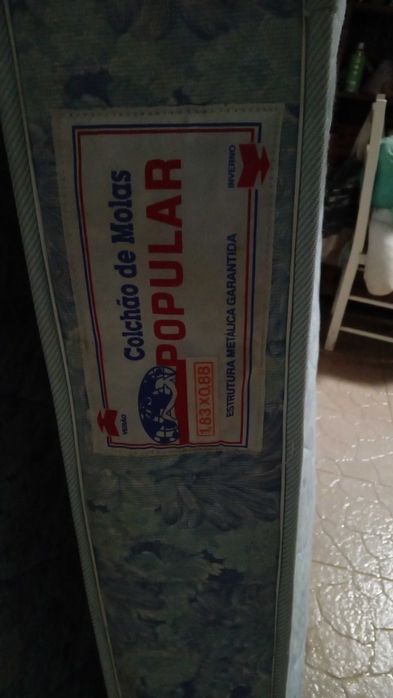 VERÃO
Colchão de Molas
POPULAR
1,83 X 0,88
ESTRUTURA METÁLICA GARANTIDA
INVERNO